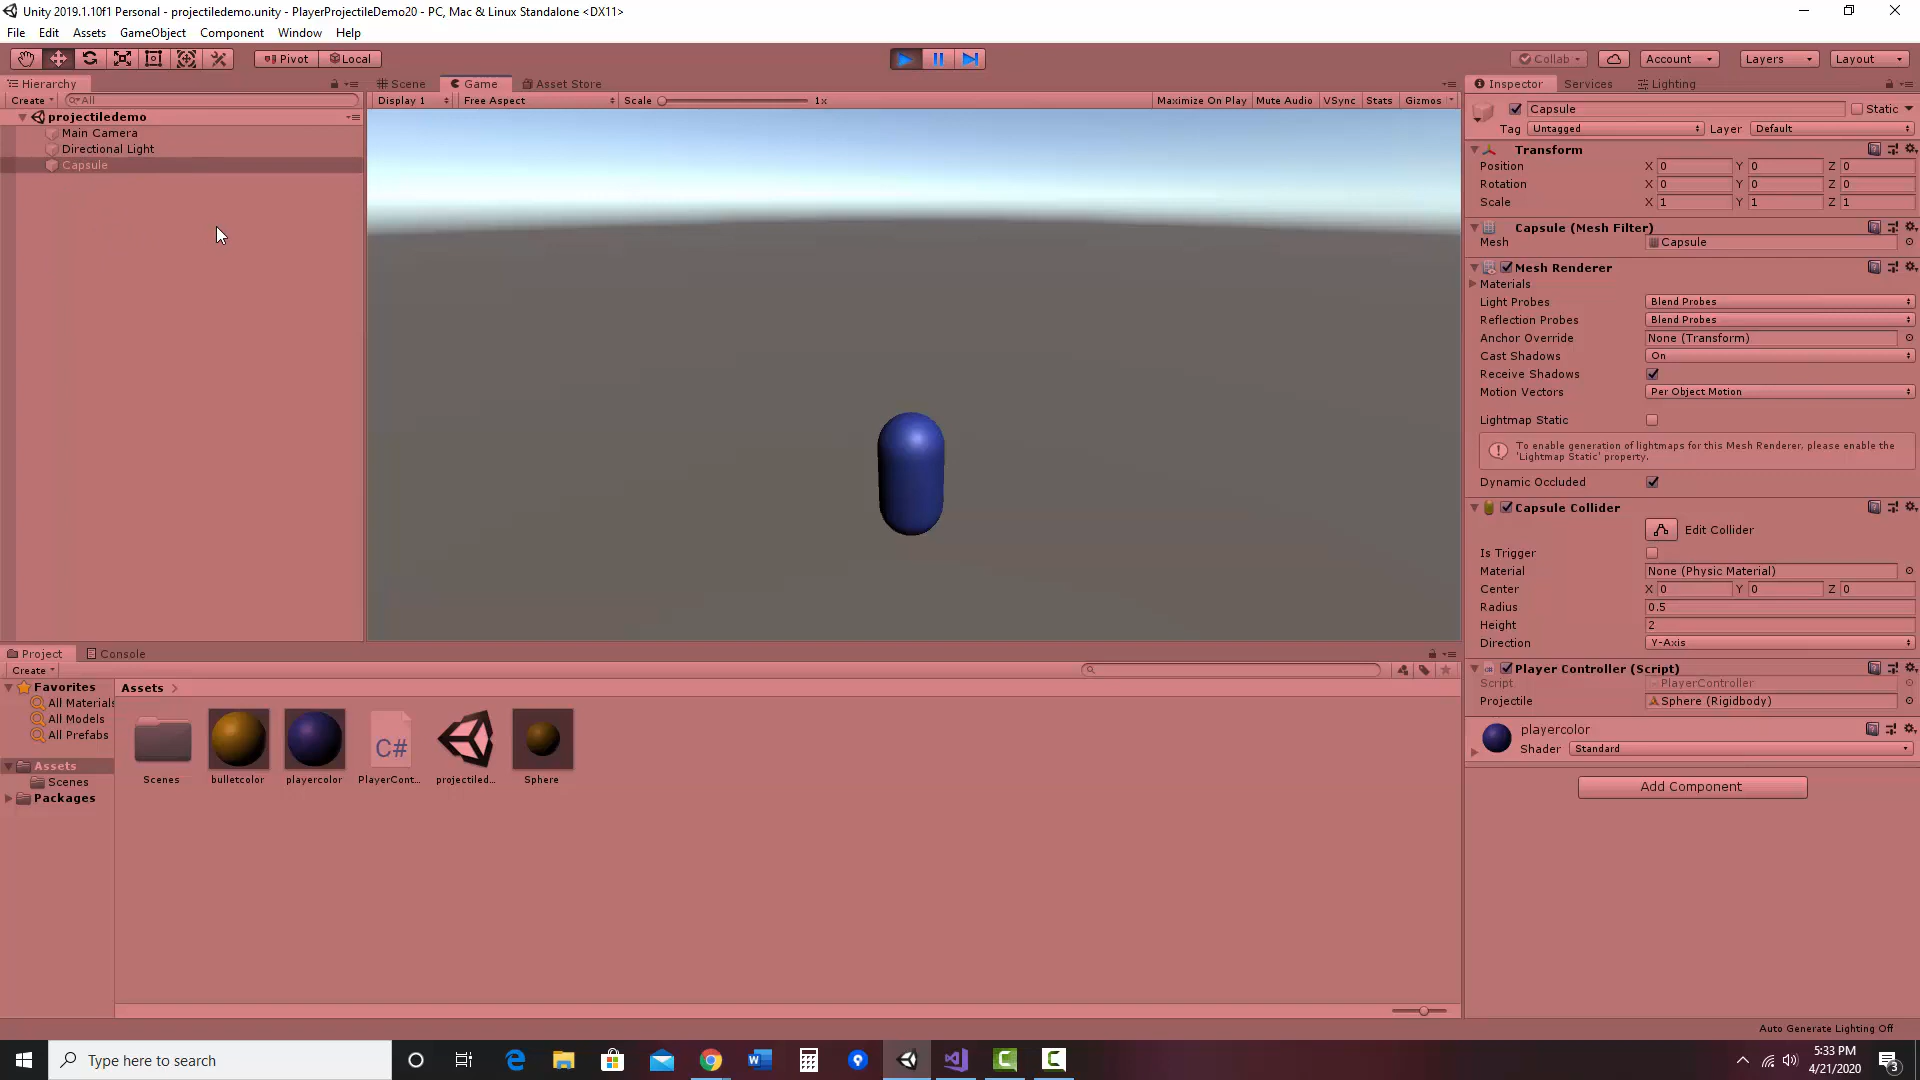 Unity 2019.1.10f1 Personal - projectiledemo.unity - PlayerProjectileDemo20 - PC, Mac & Linux Standalone <DX11>
File Edit Assets GameObject Component Window Help
Pivot Local Collab Account Layers Layout
Hierarchy Scene Game Asset Store Inspector Services Lighting
Create All Display 1 Free Aspect Scale 1x Maximize On Play Mute Audio VSync Stats Gizmos
Capsule Static
projectiledemo
Tag Untagged Layer Default
Main Camera
Directional Light
Capsule
Transform
Position X 0 Y 0 Z 0
Rotation X 0 Y 0 Z 0
Scale X 1 Y 1 Z 1
Capsule (Mesh Filter)
Mesh Capsule
Mesh Renderer
Materials
Light Probes Blend Probes
Reflection Probes Blend Probes
Anchor Override None (Transform)
Cast Shadows On
Receive Shadows
Motion Vectors Per Object Motion
Lightmap Static
To enable generation of lightmaps for this Mesh Renderer, please enable the
'Lightmap Static' property.
Dynamic Occluded
Capsule Collider
Edit Collider
Is Trigger
Material None (Physic Material)
Center X 0 Y 0 Z 0
Radius 0.5
Height 2
Direction Y-Axis
Player Controller (Script)
Script PlayerController
Projectile Sphere (Rigidbody)
playercolor
Shader Standard
Add Component
Project Console
Create
Favorites
All Materials
All Models
All Prefabs
Assets
Scenes
Packages
Assets
C#
Scenes bulletcolor playercolor PlayerCont... projectiled... Sphere
Auto Generate Lighting Off
Type here to search
5:33 PM
4/21/2020
3